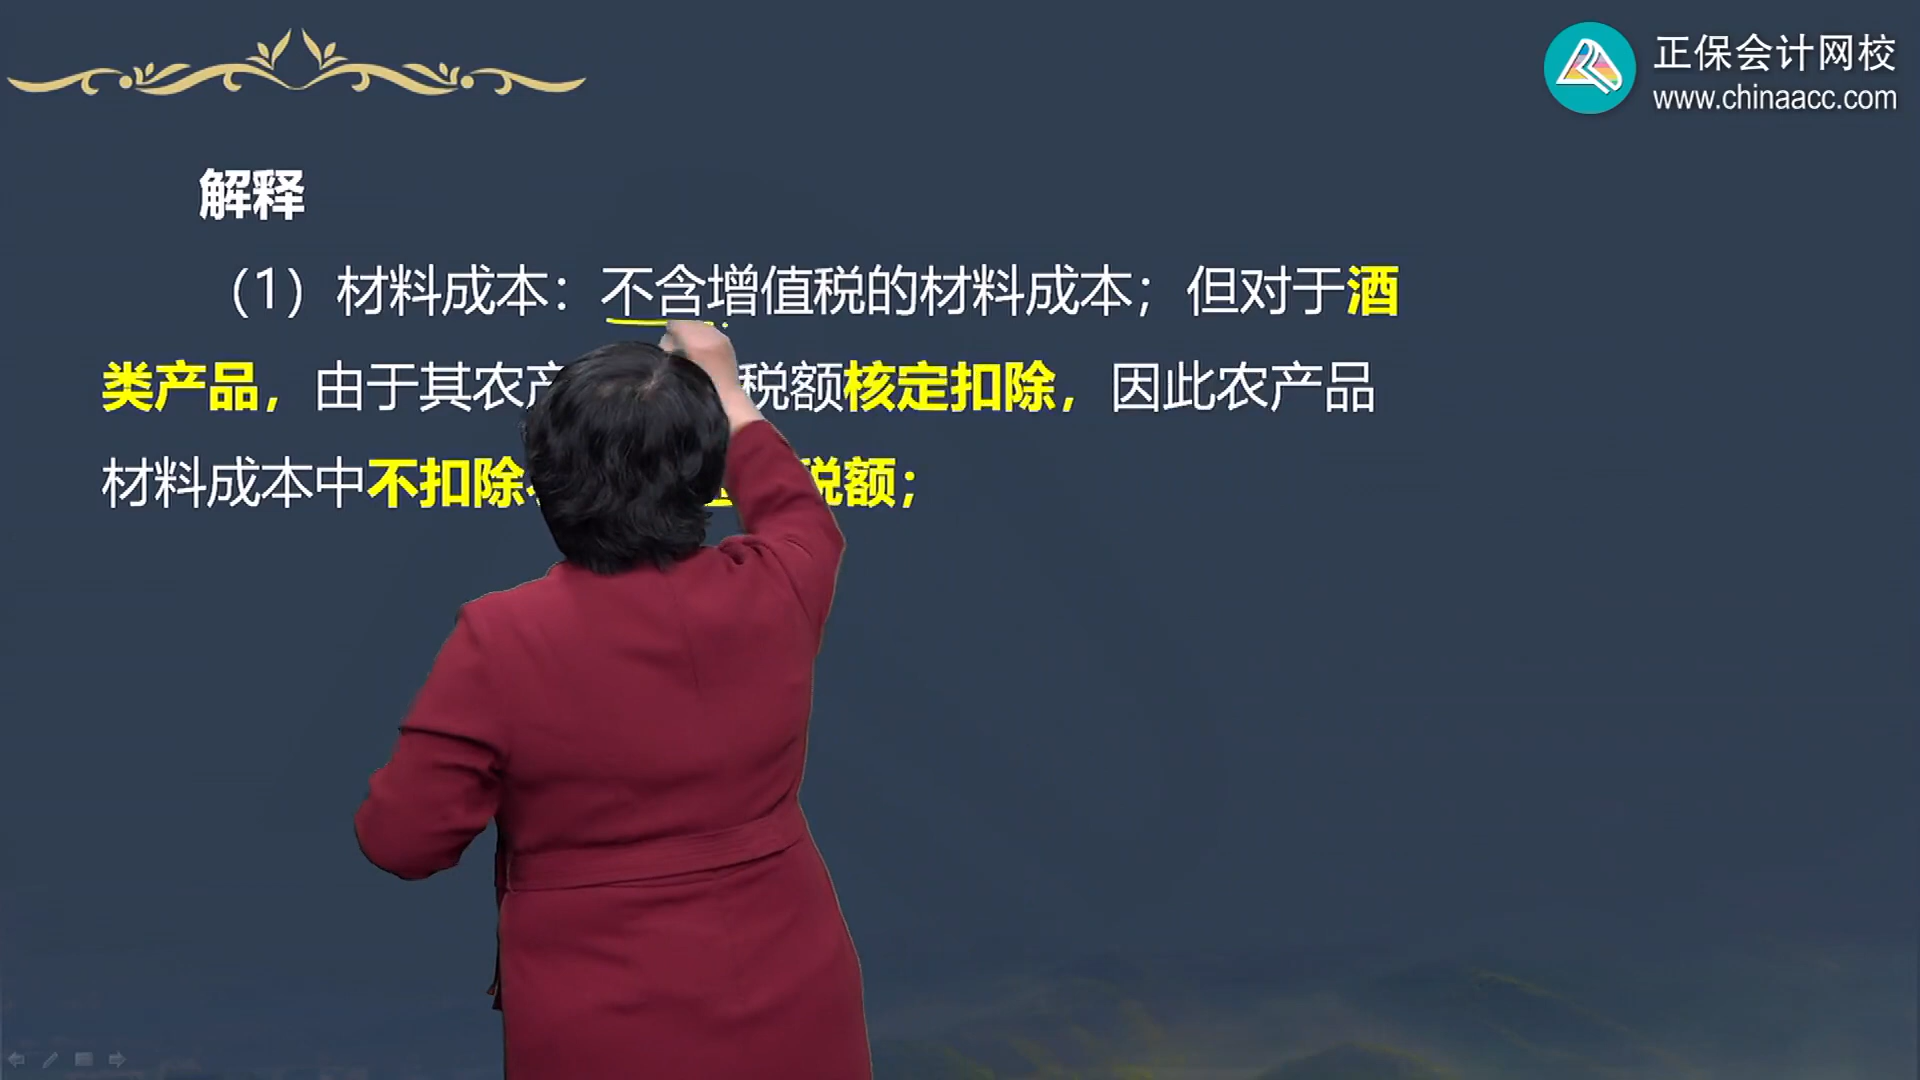 正保会计网校
www.chinaacc.com
解释
（1）材料成本：不含增值税的材料成本；但对于酒
类产品，由于其农产 税额核定扣除，因此农产品
材料成本中不扣除 税额；